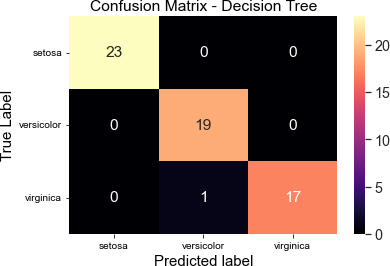 Confusion Matrix - Decision Tree
setosa 23 0 0
versicolor 0 19 0
virginica 0 1 17
setosa versicolor virginica
Predicted label
True Label
20
15
10
5
0